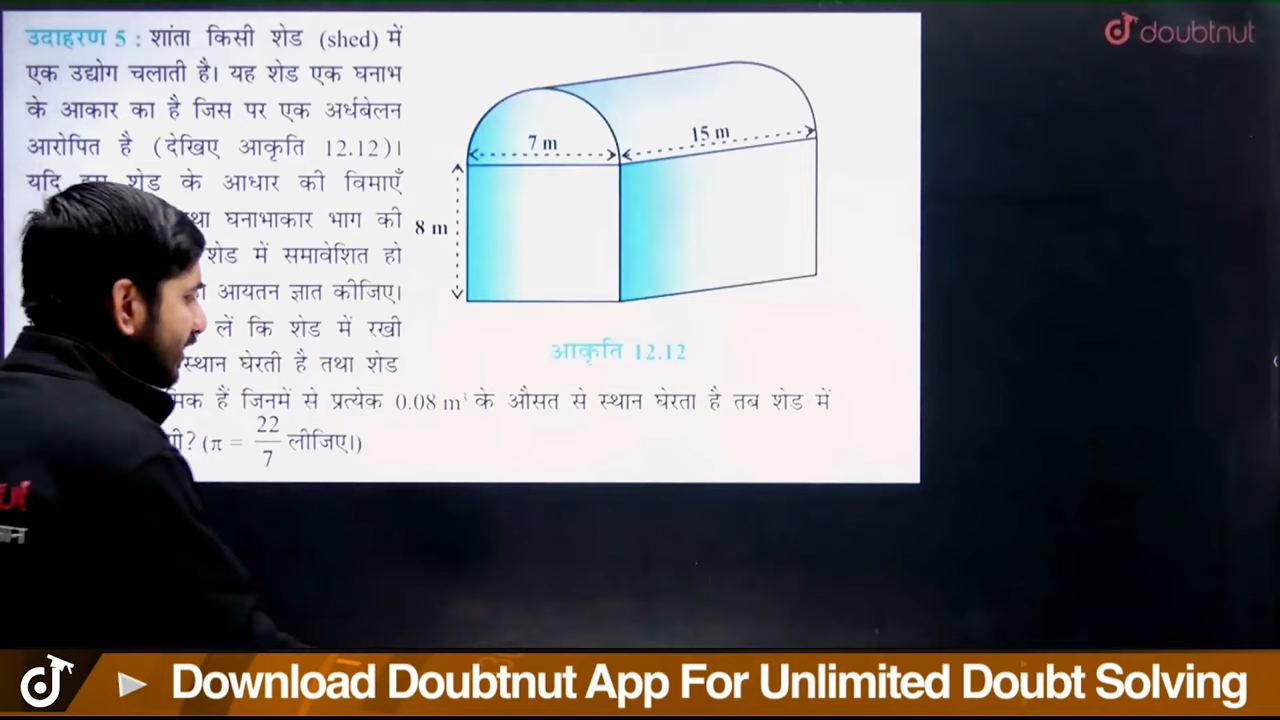 उदाहरण 5 : शांता किसी शेड (shed) में
एक उद्योग चलाती है। यह शेड एक घनाभ
के आकार का है जिस पर एक अर्धबेलन
आरोपित है (देखिए आकृति 12.12)।
यदि इस शेड के आधार की विमाएँ
तथा घनाभाकार भाग की
शेड में समावेशित हो
आयतन ज्ञात कीजिए।
लें कि शेड में रखी
स्थान घेरती है तथा शेड
हैं जिनमें से प्रत्येक 0.08 m³ के औसत से स्थान घेरता है तब शेड में
? (π = 22/7 लीजिए।)
7 m
15 m
8 m
आकृति 12.12
doubtnut
Download Doubtnut App For Unlimited Doubt Solving